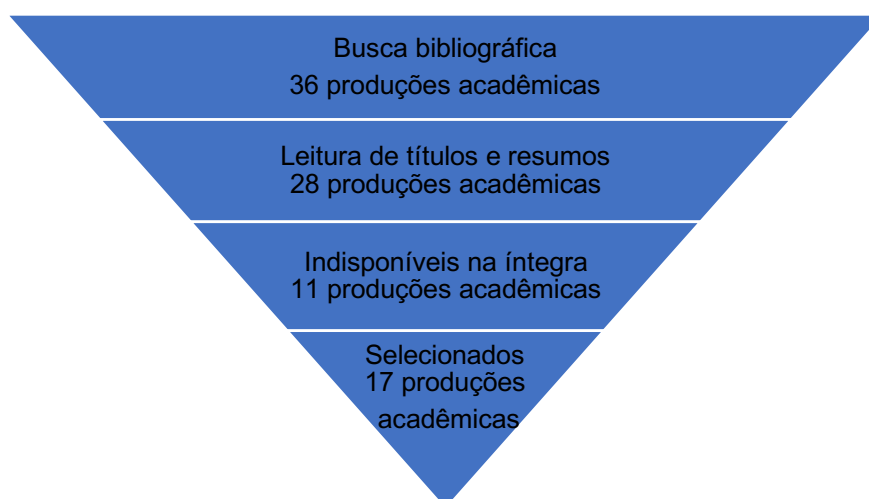 Busca bibliográfica
36 produções acadêmicas
Leitura de títulos e resumos
28 produções acadêmicas
Indisponíveis na íntegra
11 produções acadêmicas
Selecionados
17 produções
acadêmicas